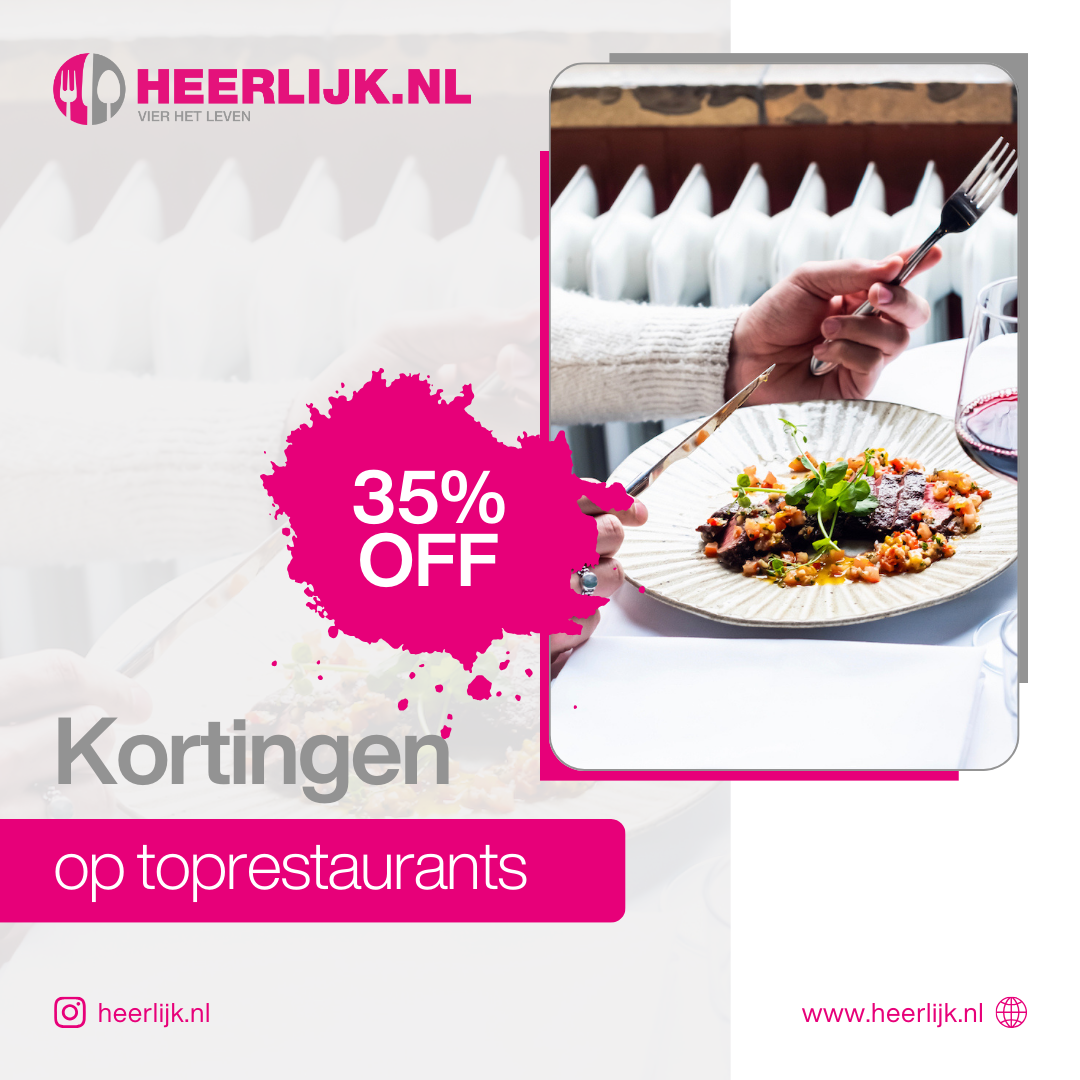 HEERLIJK.NL
VIER HET LEVEN
35%
OFF
Kortingen
op toprestaurants
heerlijk.nl
www.heerlijk.nl